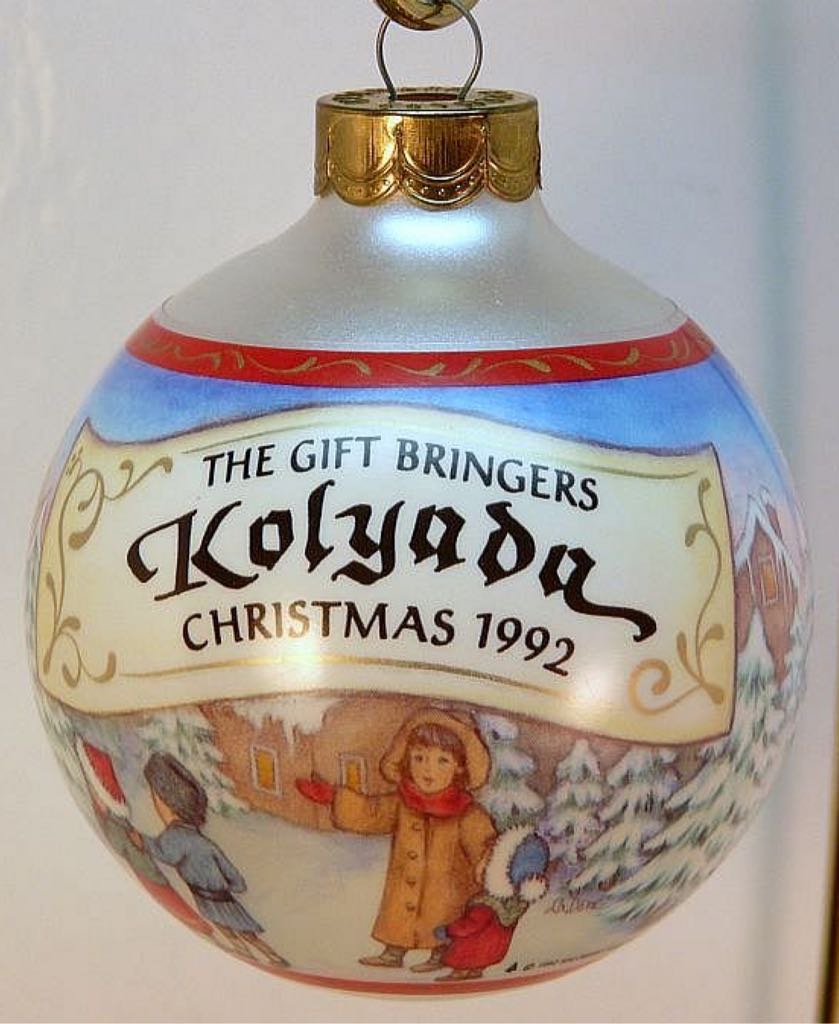 THE GIFT BRINGERS
Kolyada
CHRISTMAS 1992